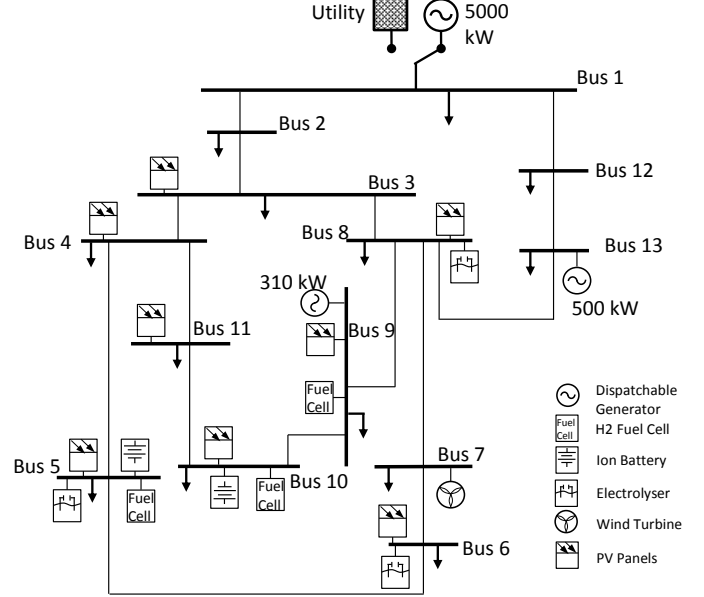 Utility
5000
kW
Bus 1
Bus 2
Bus 12
Bus 3
Bus 8
Bus 4
Bus 13
310 kW
500 kW
Bus 9
Bus 11
Fuel
Cell
Dispatchable
Generator
Fuel
Cell
H2 Fuel Cell
Bus 7
Ion Battery
Bus 5
Bus 10
Fuel
Cell
Fuel
Cell
Electrolyser
Wind Turbine
Bus 6
PV Panels